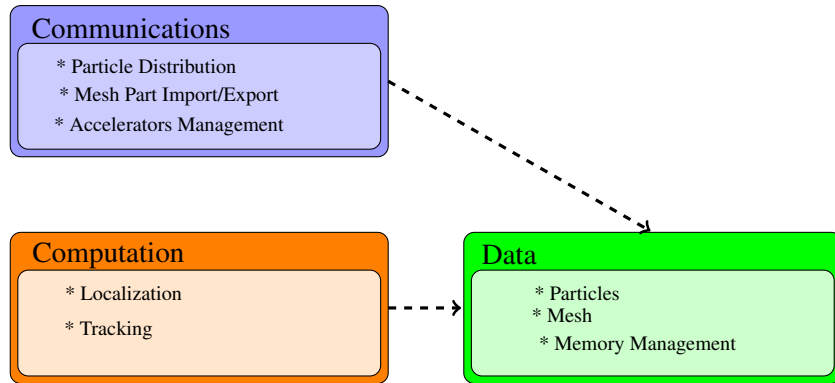 Communications
* Particle Distribution
* Mesh Part Import/Export
* Accelerators Management
Computation
* Localization
* Tracking
Data
* Particles
* Mesh
* Memory Management